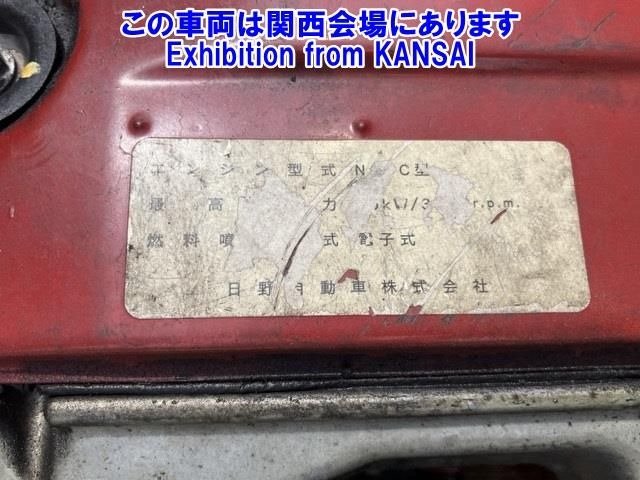 この車両は関西会場にあります
Exhibition from KANSAI
エンジン型式 N C型
最高 力 kW/3 r.p.m.
燃料噴 式 電子式
日野自動車株式会社